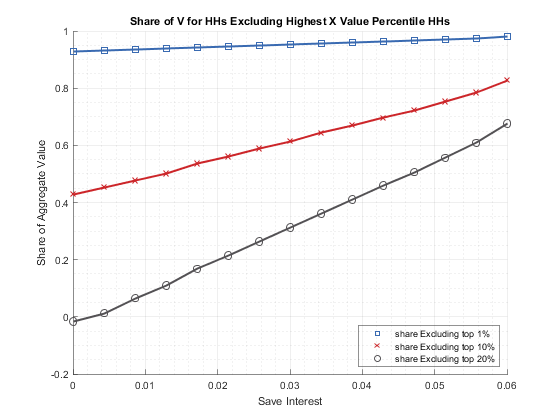 Share of V for HHs Excluding Highest X Value Percentile HHs
1
0.8
0.6
0.4
0.2
0
-0.2
Share of Aggregate Value
0 0.01 0.02 0.03 0.04 0.05 0.06
Save Interest
share Excluding top 1%
share Excluding top 10%
share Excluding top 20%